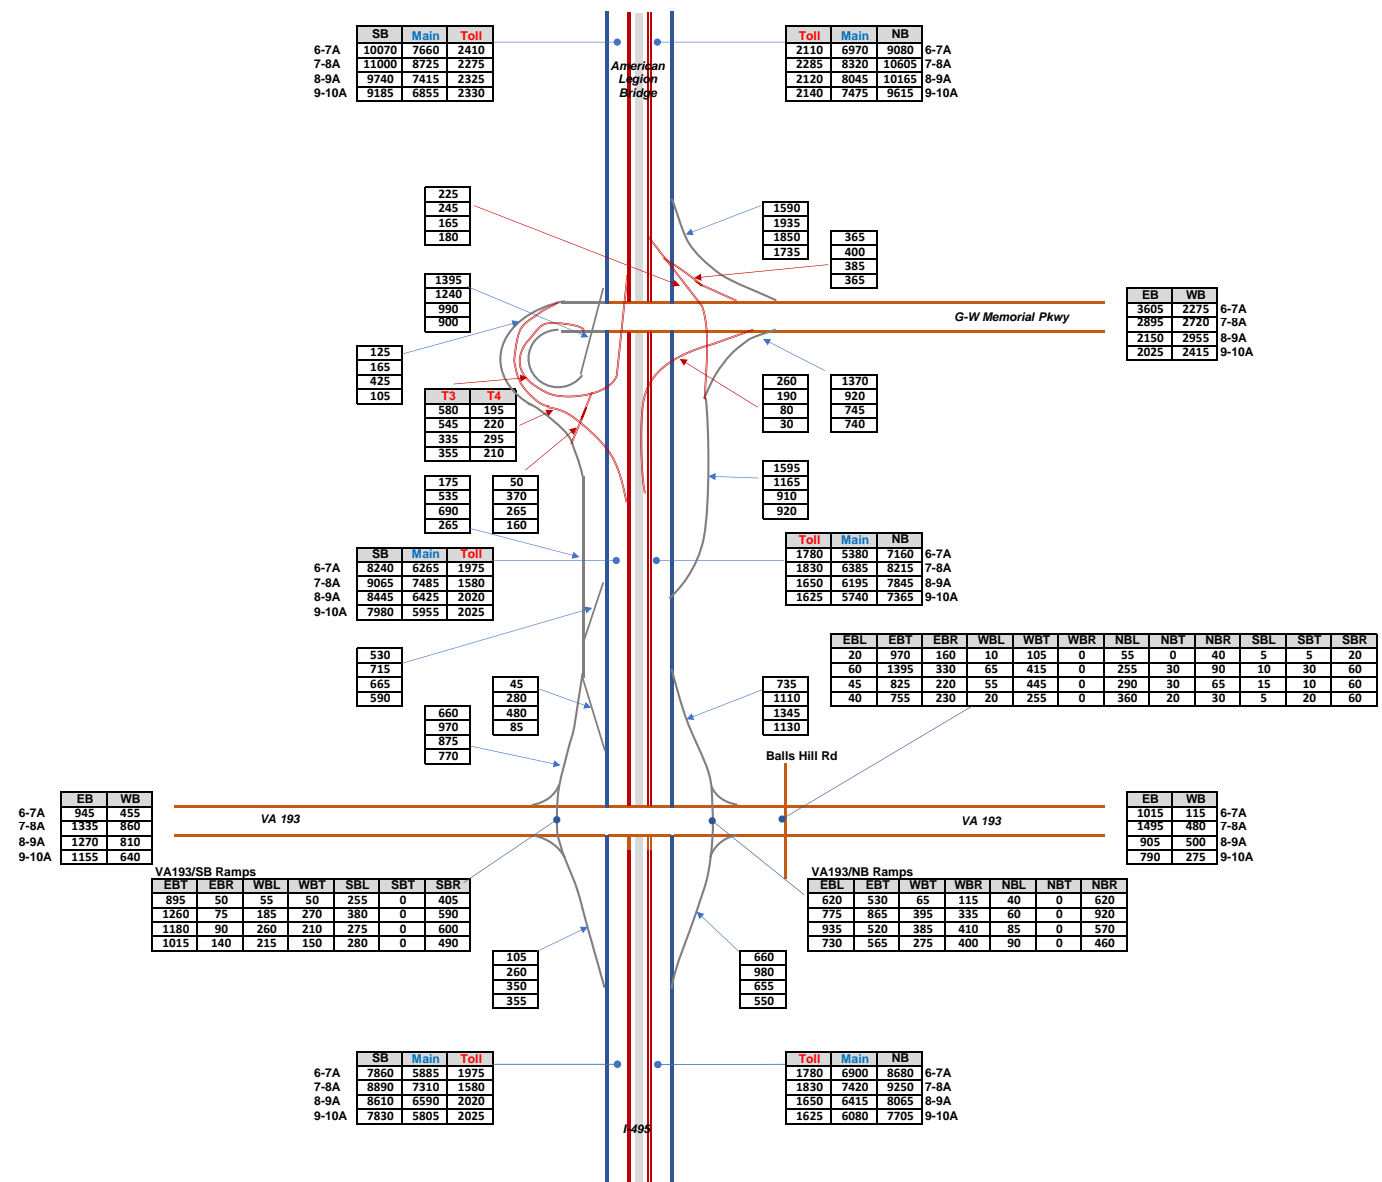 SB Main Toll
6-7A 10070 7660 2410
7-8A 11000 8725 2275
8-9A 9740 7415 2325
9-10A 9185 6855 2330
Toll Main NB
2110 6970 9080 6-7A
2285 8320 10605 7-8A
2120 8045 10165 8-9A
2140 7475 9615 9-10A
American
Legion
Bridge
225
245
165
180
1590
1935
1850
1735
365
400
385
365
1395
1240
990
900
EB WB
3605 2275 6-7A
2895 2720 7-8A
2150 2955 8-9A
2025 2415 9-10A
G-W Memorial Pkwy
125
165
425
105
T3 T4
580 195
545 220
335 295
355 210
260
190
80
30
1370
920
745
740
175
535
690
265
50
370
265
160
1595
1165
910
920
SB Main Toll
6-7A 8240 6265 1975
7-8A 9065 7485 1580
8-9A 8445 6425 2020
9-10A 7980 5955 2025
Toll Main NB
1780 5380 7160 6-7A
1830 6385 8215 7-8A
1650 6195 7845 8-9A
1625 5740 7365 9-10A
530
715
665
590
EBL EBT EBR WBL WBT WBR NBL NBT NBR SBL SBT SBR
20 970 160 10 105 0 55 0 40 5 5 20
60 1395 330 65 415 0 255 30 90 10 30 60
45 825 220 55 445 0 290 30 65 15 10 60
40 755 230 20 255 0 360 20 30 5 20 60
45
280
480
85
735
1110
1345
1130
660
970
875
770
Balls Hill Rd
EB WB
6-7A 945 455
7-8A 1335 860
8-9A 1270 810
9-10A 1155 640
VA 193
VA 193
EB WB
1015 115 6-7A
1495 480 7-8A
905 500 8-9A
790 275 9-10A
VA193/SB Ramps
EBT EBR WBL WBT SBL SBT SBR
895 50 55 50 255 0 405
1260 75 185 270 380 0 590
1180 90 260 210 275 0 600
1015 140 215 150 280 0 490
VA193/NB Ramps
EBL EBT WBT WBR NBL NBT NBR
620 530 65 115 40 0 620
775 865 395 335 60 0 920
935 520 385 410 85 0 570
730 565 275 400 90 0 460
105
260
350
355
660
980
655
550
SB Main Toll
6-7A 7860 5885 1975
7-8A 8890 7310 1580
8-9A 8610 6590 2020
9-10A 7830 5805 2025
Toll Main NB
1780 6900 8680 6-7A
1830 7420 9250 7-8A
1650 6415 8065 8-9A
1625 6080 7705 9-10A
I-495